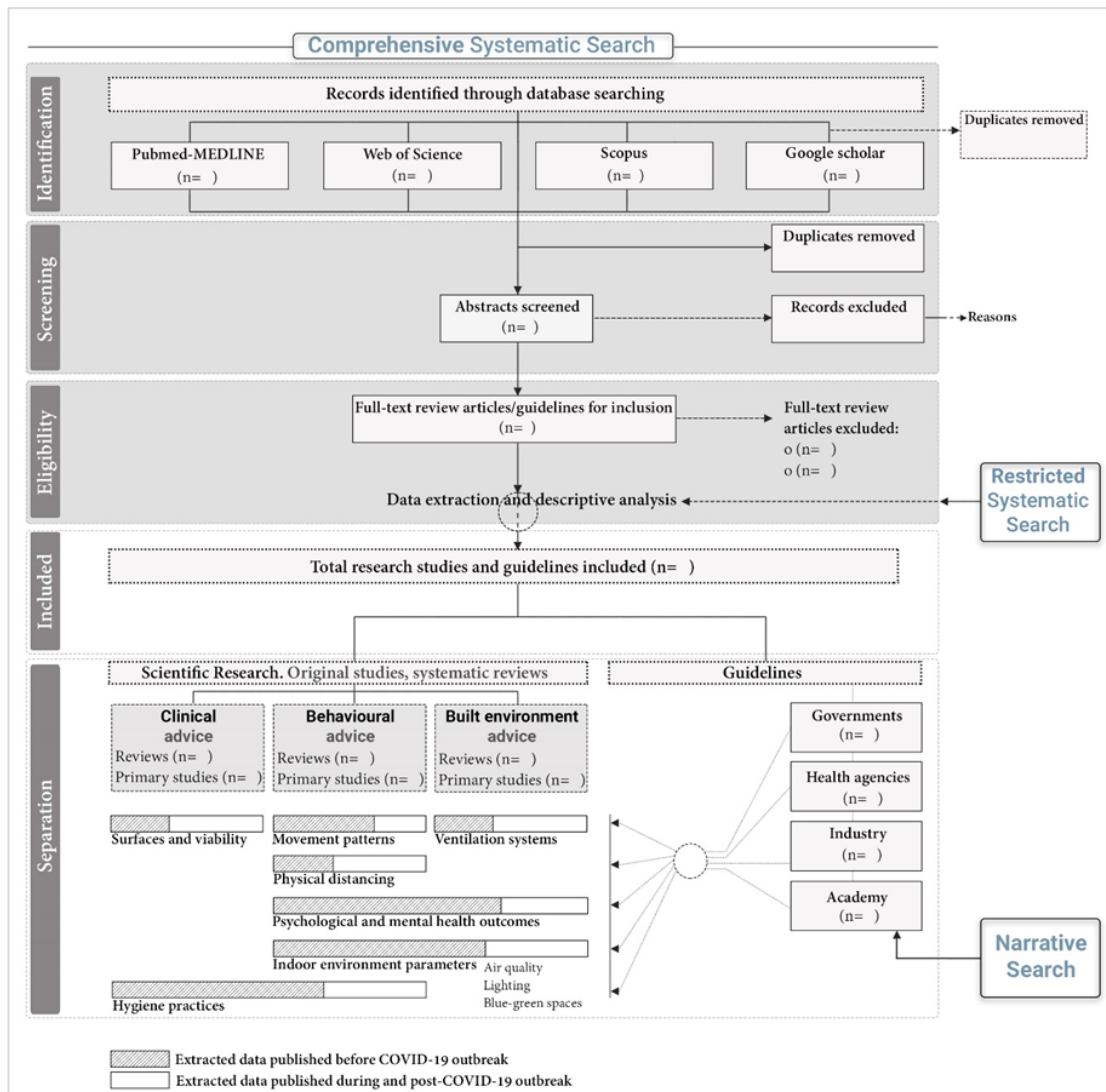 Comprehensive Systematic Search
Identification
Records identified through database searching
Duplicates removed
Pubmed-MEDLINE
(n=   )
Web of Science
(n=   )
Scopus
(n=   )
Google scholar
(n=   )
Screening
Duplicates removed
Abstracts screened
(n=   )
Records excluded
Reasons
Eligibility
Full-text review articles/guidelines for inclusion
(n=   )
Full-text review
articles excluded:
o (n=   )
o (n=   )
Data extraction and descriptive analysis
Restricted
Systematic
Search
Included
Total research studies and guidelines included (n=   )
Separation
Scientific Research. Original studies, systematic reviews
Guidelines
Clinical
advice
Reviews (n=   )
Primary studies (n=   )
Behavioural
advice
Reviews (n=   )
Primary studies (n=   )
Built environment
advice
Reviews (n=   )
Primary studies (n=   )
Governments
(n=   )
Health agencies
(n=   )
Industry
(n=   )
Academy
(n=   )
Surfaces and viability
Movement patterns
Ventilation systems
Physical distancing
Psychological and mental health outcomes
Indoor environment parameters
Air quality
Lighting
Blue-green spaces
Hygiene practices
Narrative
Search
Extracted data published before COVID-19 outbreak
Extracted data published during and post-COVID-19 outbreak